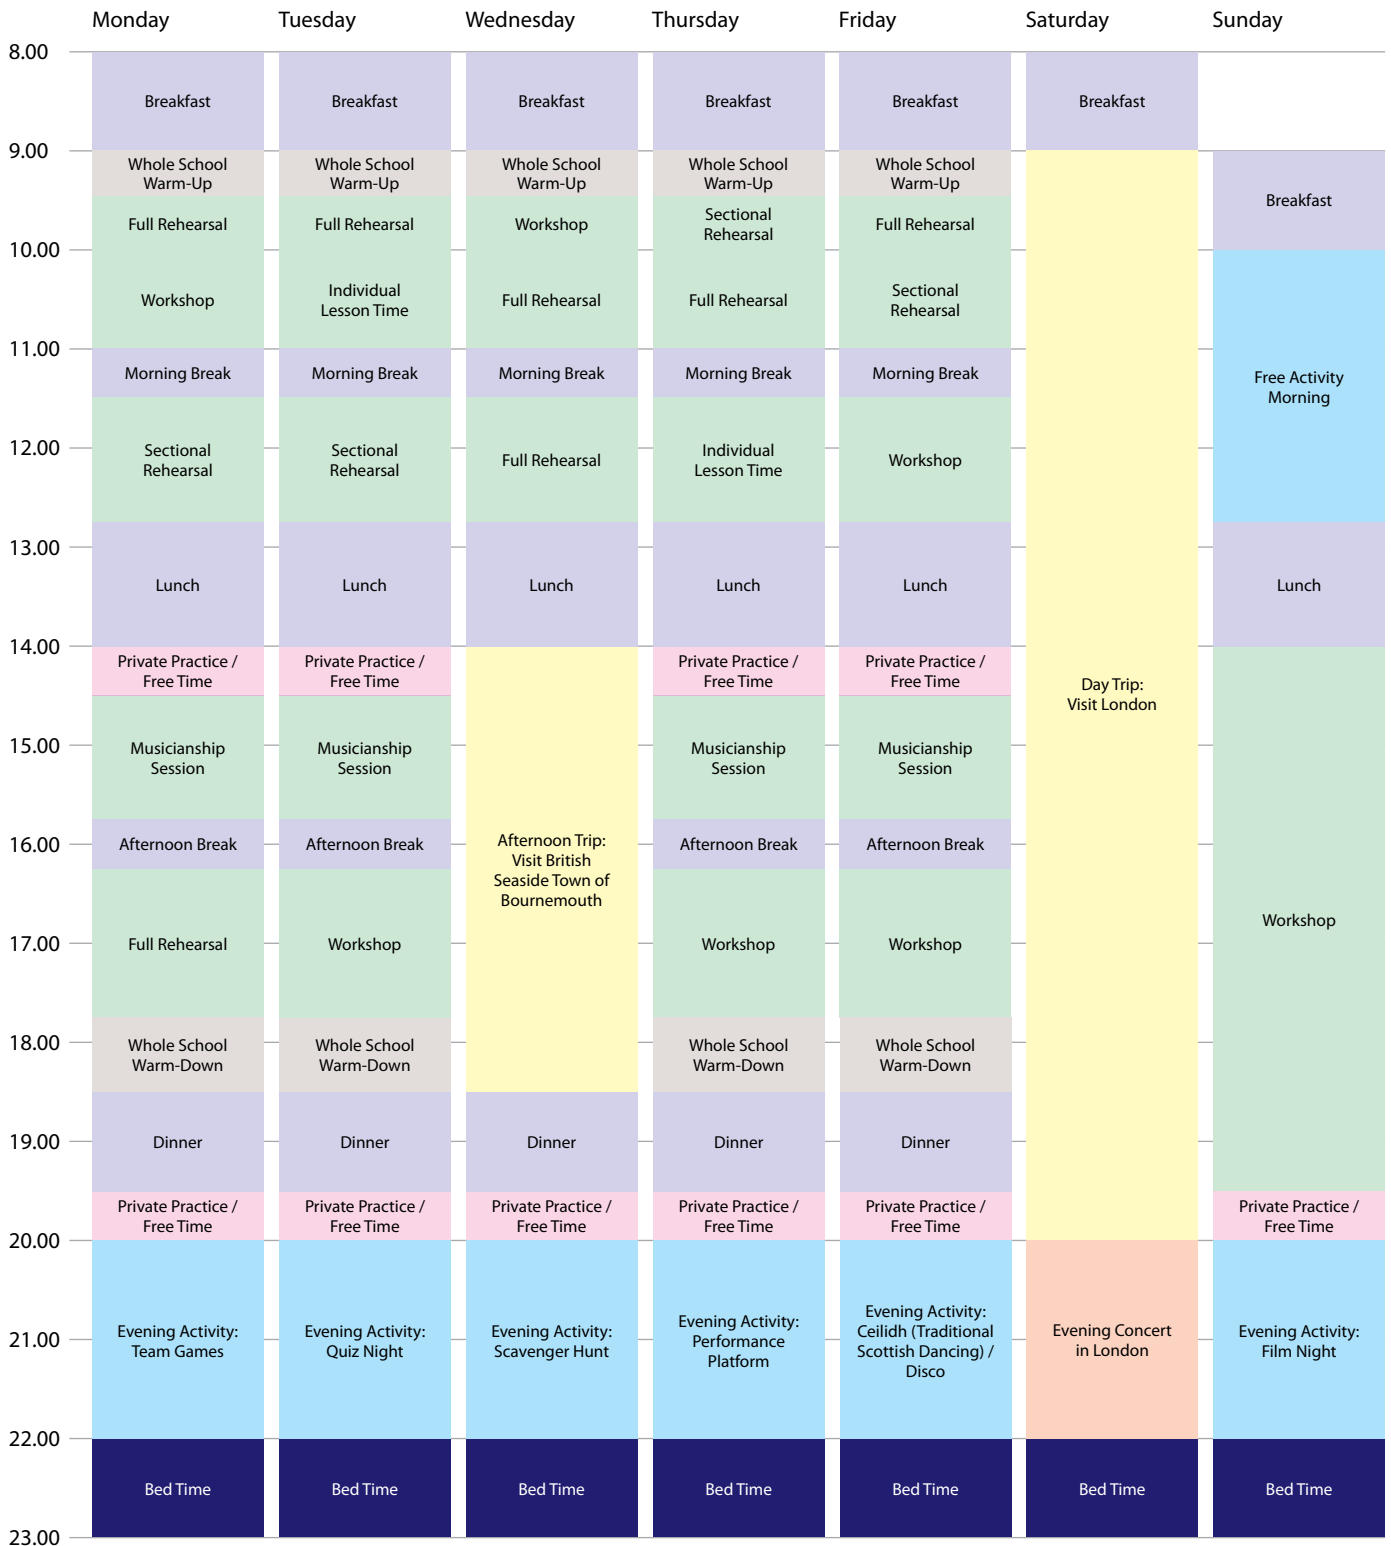 Monday Tuesday Wednesday Thursday Friday Saturday Sunday
8.00
Breakfast Breakfast Breakfast Breakfast Breakfast Breakfast
9.00
Whole School Whole School Whole School Whole School Whole School
Warm-Up Warm-Up Warm-Up Warm-Up Warm-Up
Breakfast
Full Rehearsal Full Rehearsal Workshop Sectional Full Rehearsal
Rehearsal
10.00
Workshop Individual Full Rehearsal Full Rehearsal Sectional
Lesson Time Rehearsal
11.00
Morning Break Morning Break Morning Break Morning Break Morning Break
Free Activity
Morning
12.00
Sectional Sectional Full Rehearsal Individual Workshop
Rehearsal Rehearsal Lesson Time
13.00
Lunch Lunch Lunch Lunch Lunch Lunch
14.00
Private Practice / Private Practice / Private Practice / Private Practice /
Free Time Free Time Free Time Free Time
Day Trip:
Visit London
15.00
Musicianship Musicianship Musicianship Musicianship
Session Session Session Session
16.00
Afternoon Break Afternoon Break Afternoon Trip: Afternoon Break Afternoon Break
Visit British
Seaside Town of
Bournemouth
Workshop
17.00
Full Rehearsal Workshop Workshop Workshop
18.00
Whole School Whole School Whole School Whole School
Warm-Down Warm-Down Warm-Down Warm-Down
19.00
Dinner Dinner Dinner Dinner Dinner
Private Practice / Private Practice / Private Practice / Private Practice / Private Practice / Private Practice /
Free Time Free Time Free Time Free Time Free Time Free Time
20.00
21.00
Evening Activity: Evening Activity: Evening Activity: Evening Activity: Evening Activity: Evening Concert Evening Activity:
Team Games Quiz Night Scavenger Hunt Performance Ceilidh (Traditional in London Film Night
Platform Scottish Dancing) /
Disco
22.00
Bed Time Bed Time Bed Time Bed Time Bed Time Bed Time Bed Time
23.00